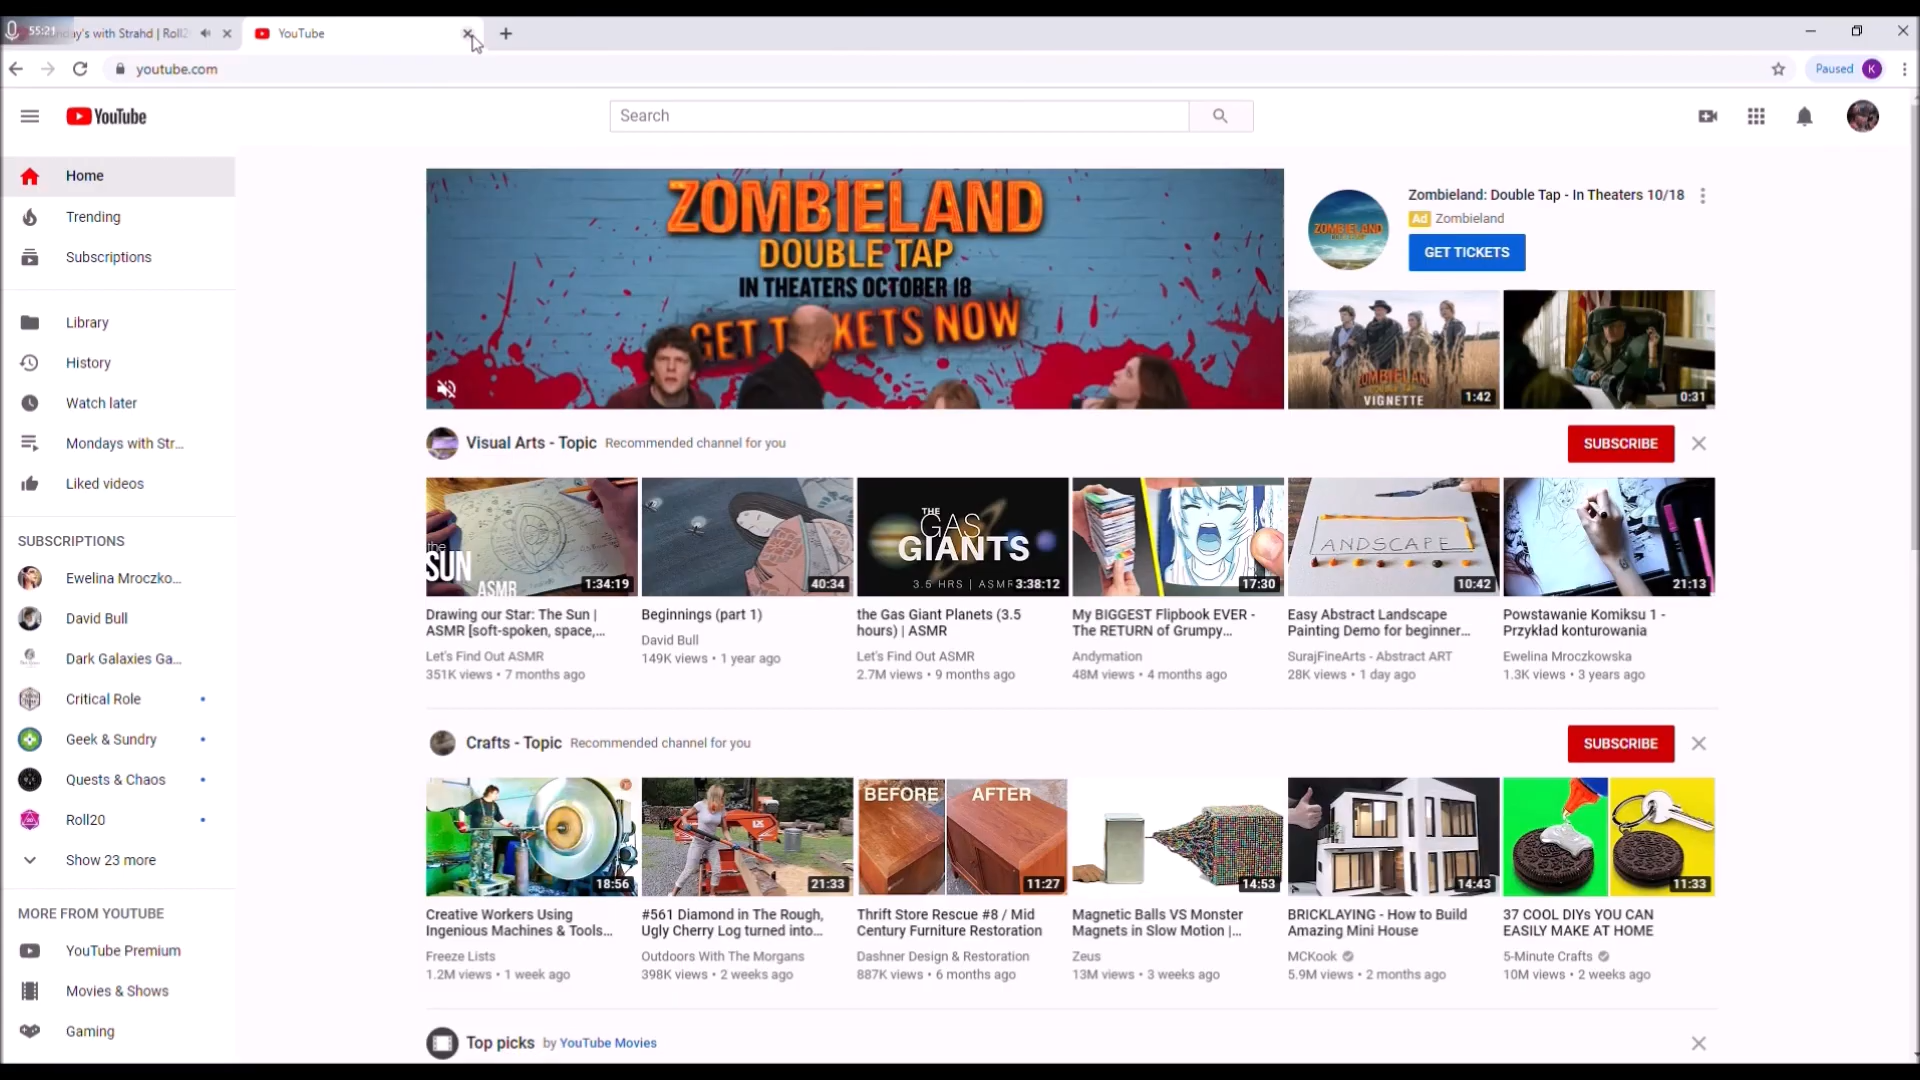 55:21
ay's with Strahd | Roll2
YouTube
youtube.com
Paused
K
YouTube
Search
Home
Trending
Subscriptions
Library
History
Watch later
Mondays with Str...
Liked videos
SUBSCRIPTIONS
Ewelina Mroczko...
David Bull
Dark Galaxies Ga...
Critical Role
Geek & Sundry
Quests & Chaos
Roll20
Show 23 more
MORE FROM YOUTUBE
YouTube Premium
Movies & Shows
Gaming
ZOMBIELAND
DOUBLE TAP
IN THEATERS OCTOBER 18
GET T KETS NOW
ZOMBIELAND
Zombieland: Double Tap - In Theaters 10/18
Ad Zombieland
GET TICKETS
ZOMBIELAND
VIGNETTE
1:42
0:31
Visual Arts - Topic Recommended channel for you
SUBSCRIBE
the
SUN
ASMR
1:34:19
40:34
THE
GAS
GIANTS
3.5 HRS | ASMR
3:38:12
17:30
ANDSCAPE
10:42
21:13
Drawing our Star: The Sun |
ASMR [soft-spoken, space,...
Let's Find Out ASMR
351K views • 7 months ago
Beginnings (part 1)
David Bull
149K views • 1 year ago
the Gas Giant Planets (3.5
hours) | ASMR
Let's Find Out ASMR
2.7M views • 9 months ago
My BIGGEST Flipbook EVER -
The RETURN of Grumpy...
Andymation
48M views • 4 months ago
Easy Abstract Landscape
Painting Demo for beginner...
SurajFineArts - Abstract ART
28K views • 1 day ago
Powstawanie Komiksu 1 -
Przykład konturowania
Ewelina Mroczkowska
1.3K views • 3 years ago
Crafts - Topic Recommended channel for you
SUBSCRIBE
18:56
21:33
BEFORE
AFTER
11:27
14:53
14:43
11:33
Creative Workers Using
Ingenious Machines & Tools...
Freeze Lists
1.2M views • 1 week ago
#561 Diamond in The Rough,
Ugly Cherry Log turned into...
Outdoors With The Morgans
398K views • 2 weeks ago
Thrift Store Rescue #8 / Mid
Century Furniture Restoration
Dashner Design & Restoration
887K views • 6 months ago
Magnetic Balls VS Monster
Magnets in Slow Motion |...
Zeus
13M views • 3 weeks ago
BRICKLAYING - How to Build
Amazing Mini House
MCKook
5.9M views • 2 months ago
37 COOL DIYs YOU CAN
EASILY MAKE AT HOME
5-Minute Crafts
10M views • 2 weeks ago
Top picks by YouTube Movies